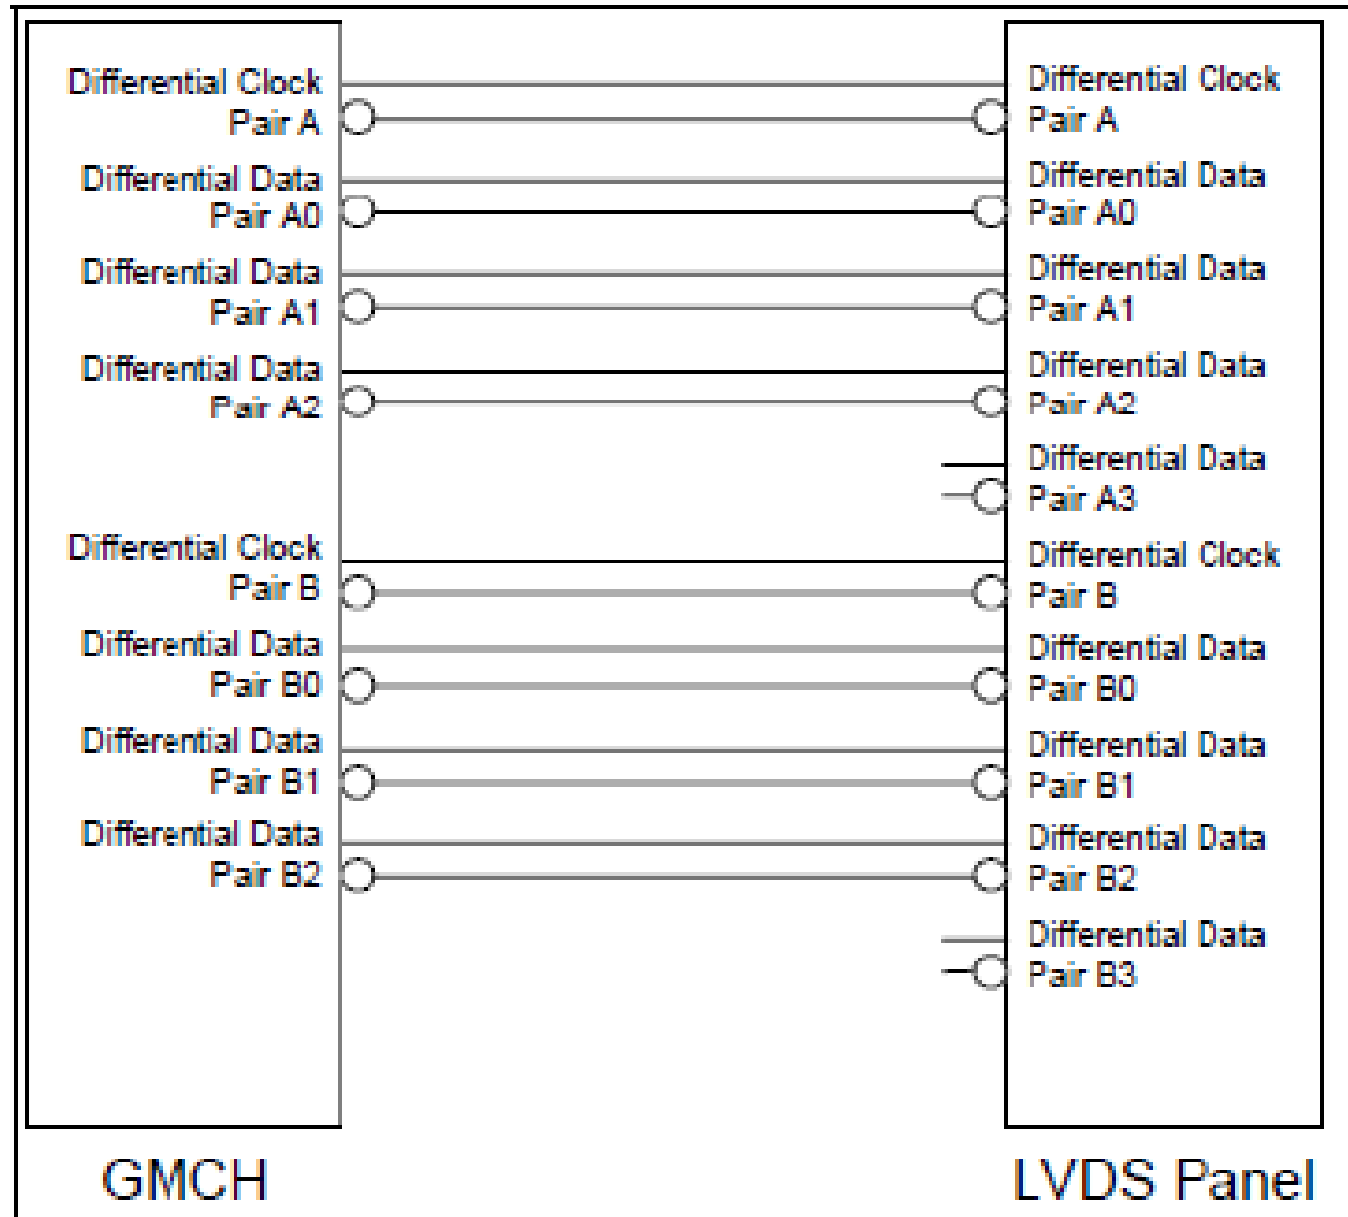 Differential Clock
Pair A
Differential Data
Pair A0
Differential Data
Pair A1
Differential Data
Pair A2
Differential Clock
Pair B
Differential Data
Pair B0
Differential Data
Pair B1
Differential Data
Pair B2
GMCH
Differential Clock
Pair A
Differential Data
Pair A0
Differential Data
Pair A1
Differential Data
Pair A2
Differential Data
Pair A3
Differential Clock
Pair B
Differential Data
Pair B0
Differential Data
Pair B1
Differential Data
Pair B2
Differential Data
Pair B3
LVDS Panel